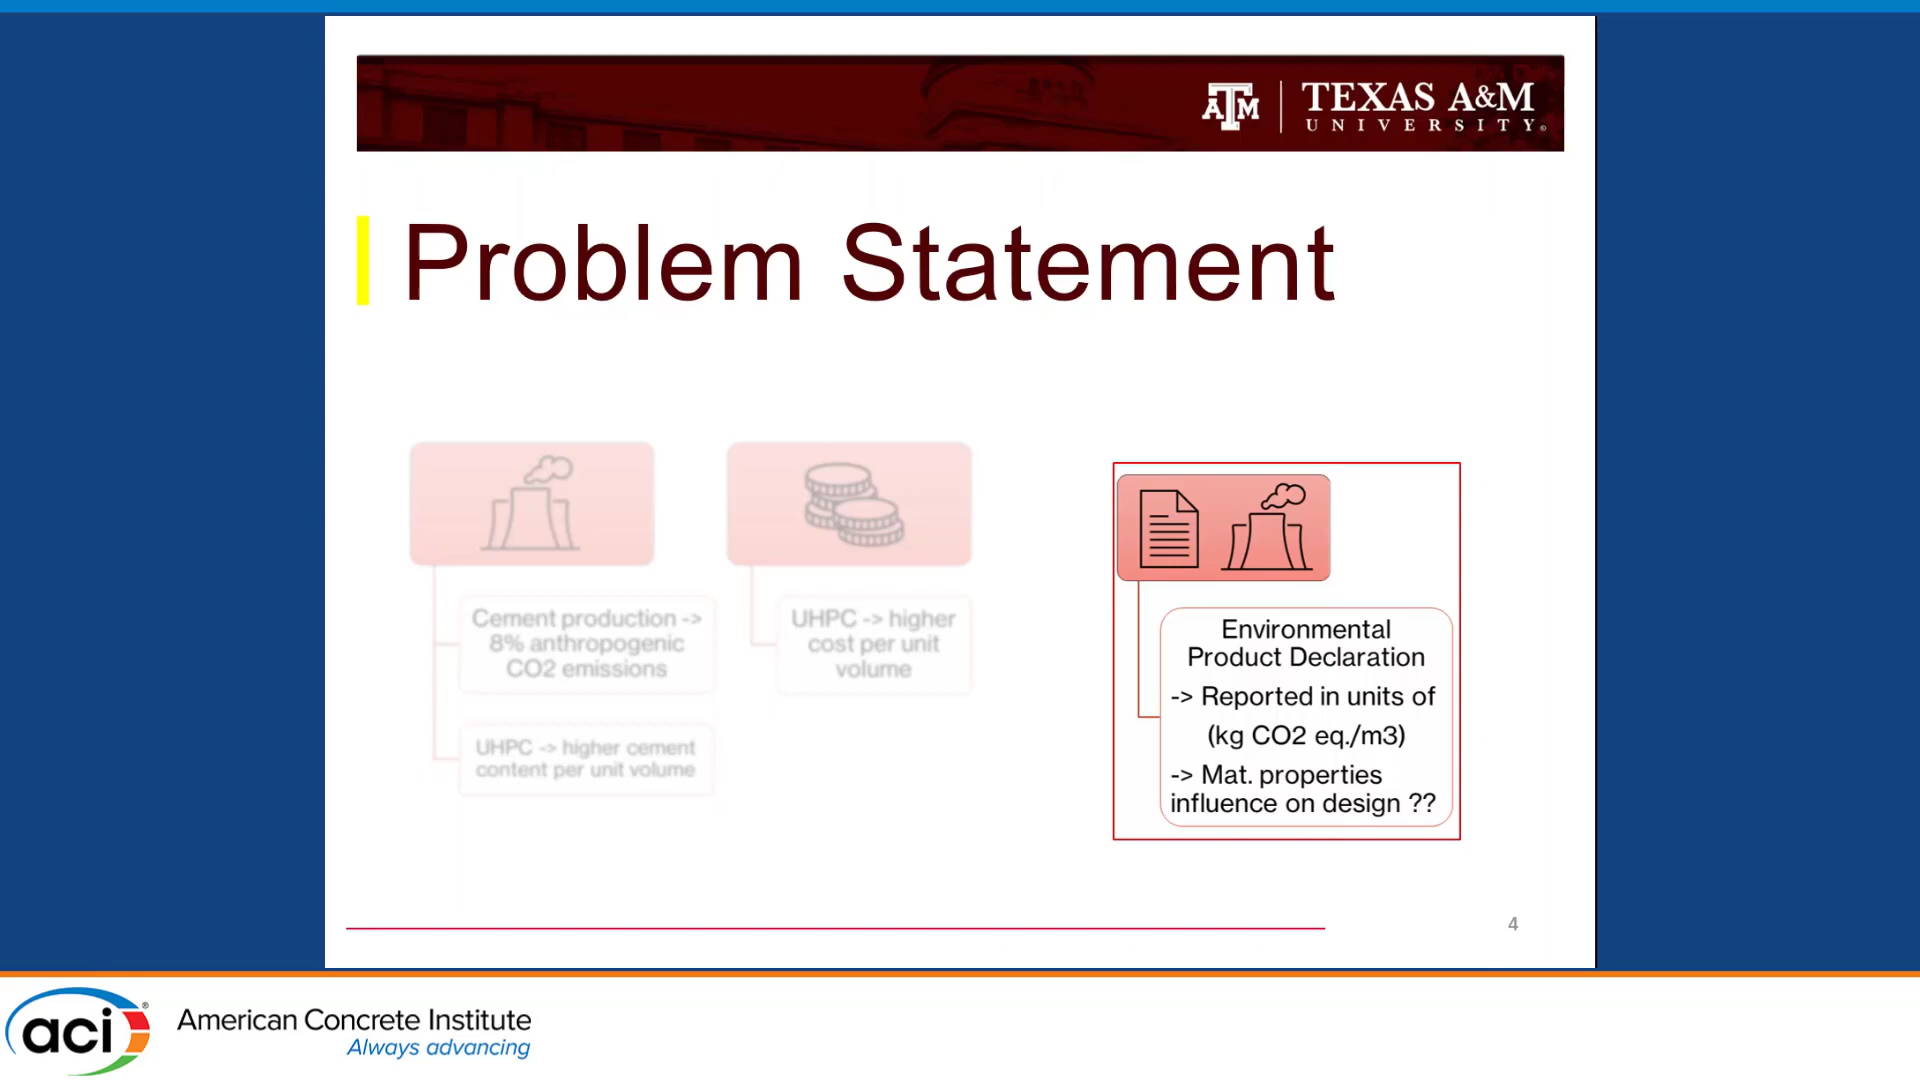 TEXAS A&M
UNIVERSITY®
Problem Statement
Cement production ->
8% anthropogenic
CO2 emissions
UHPC -> higher cement
content per unit volume
UHPC -> higher
cost per unit
volume
Environmental
Product Declaration
-> Reported in units of
(kg CO2 eq./m3)
-> Mat. properties
influence on design ??
4
aci®
American Concrete Institute
Always advancing